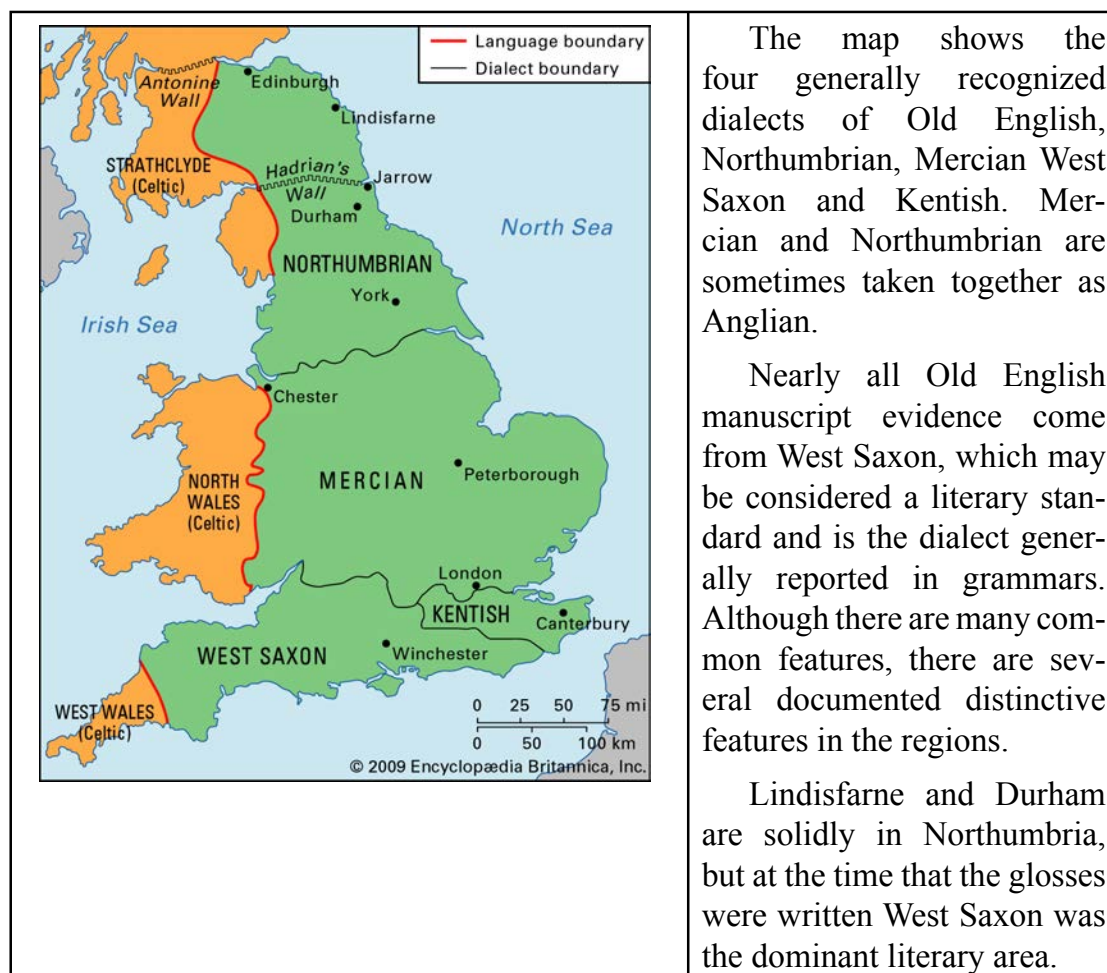 Language boundary
Dialect boundary
Antonine
Wall
Edinburgh
Lindisfarne
STRATHCLYDE
(Celtic)
Hadrian's
Wall
Jarrow
Durham
North Sea
NORTHUMBRIAN
York
Irish Sea
Chester
NORTH
WALES
(Celtic)
MERCIAN
Peterborough
London
KENTISH
Canterbury
WEST SAXON
Winchester
WEST WALES
(Celtic)
0 25 50 75 mi
0 50 100 km
© 2009 Encyclopædia Britannica, Inc.
The map shows the
four generally recognized
dialects of Old English,
Northumbrian, Mercian West
Saxon and Kentish. Mer-
cian and Northumbrian are
sometimes taken together as
Anglian.
Nearly all Old English
manuscript evidence come
from West Saxon, which may
be considered a literary stan-
dard and is the dialect gener-
ally reported in grammars.
Although there are many com-
mon features, there are sev-
eral documented distinctive
features in the regions.
Lindisfarne and Durham
are solidly in Northumbria,
but at the time that the glosses
were written West Saxon was
the dominant literary area.